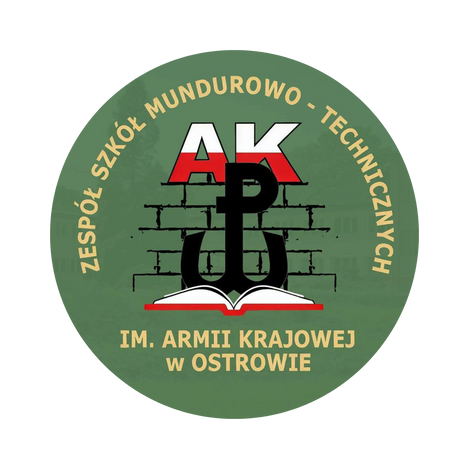 ZESPÓŁ SZKÓŁ MUNDUROWO - TECHNICZNYCH
AK
IM. ARMII KRAJOWEJ
w OSTROWIE